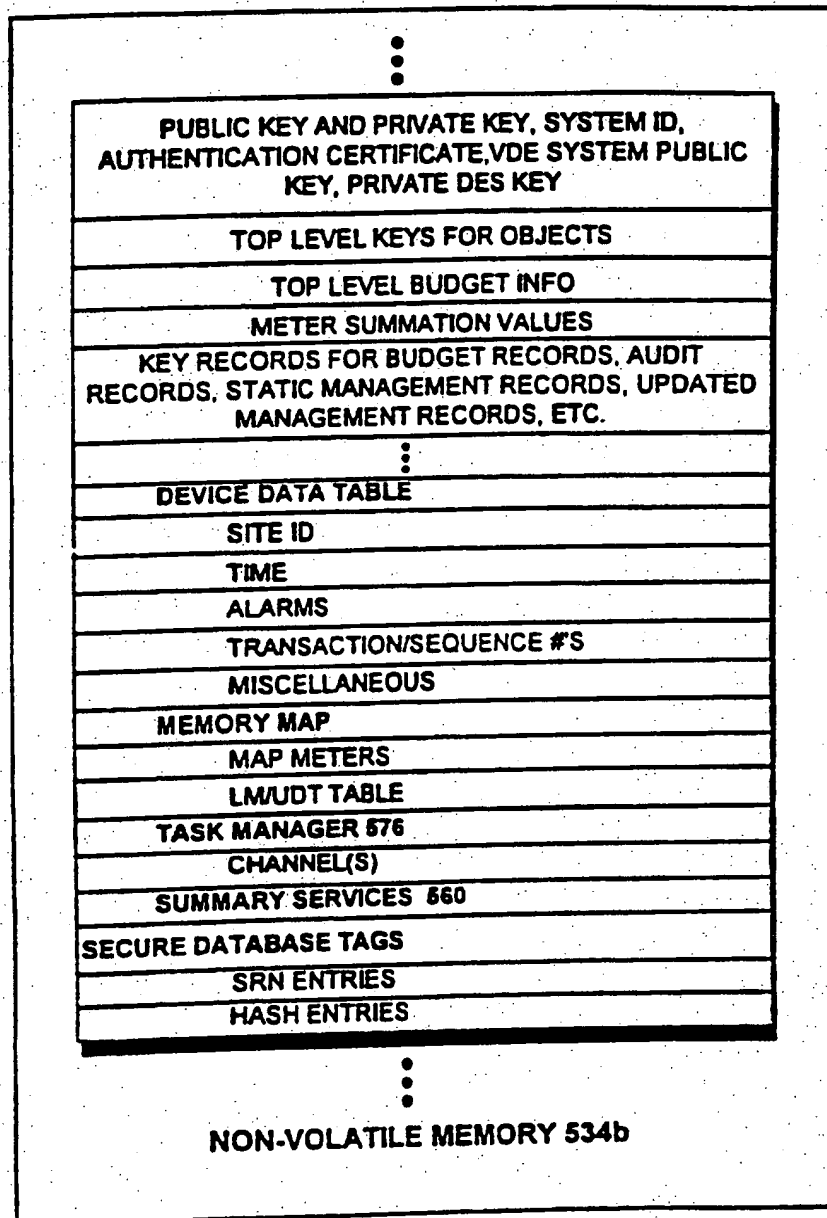 PUBLIC KEY AND PRIVATE KEY, SYSTEM ID,
AUTHENTICATION CERTIFICATE,VDE SYSTEM PUBLIC
KEY, PRIVATE DES KEY
TOP LEVEL KEYS FOR OBJECTS
TOP LEVEL BUDGET INFO
METER SUMMATION VALUES
KEY RECORDS FOR BUDGET RECORDS, AUDIT
RECORDS, STATIC MANAGEMENT RECORDS, UPDATED
MANAGEMENT RECORDS, ETC.
DEVICE DATA TABLE
SITE ID
TIME
ALARMS
TRANSACTION/SEQUENCE #'S
MISCELLANEOUS
MEMORY MAP
MAP METERS
LM/UDT TABLE
TASK MANAGER 576
CHANNEL(S)
SUMMARY SERVICES 560
SECURE DATABASE TAGS
SRN ENTRIES
HASH ENTRIES
NON-VOLATILE MEMORY 534b